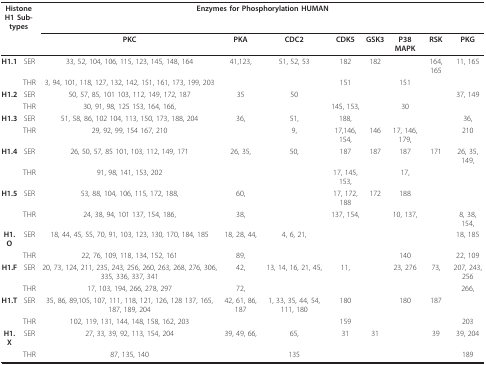 Histone H1 Sub-types Enzymes for Phosphorylation HUMAN
PKC PKA CDC2 CDK5 GSK3 P38 MAPK RSK PKG
H1.1 SER 33, 52, 104, 106, 115, 123, 145, 148, 164 41,123, 51, 52, 53 182 182 164, 165 11, 165
THR 3, 94, 101, 118, 127, 132, 142, 151, 161, 173, 199, 203 151 151
H1.2 SER 50, 57, 85, 101 103, 112, 149, 172, 187 35 50 37, 149
THR 30, 91, 98, 125 153, 164, 166, 145, 153, 30
H1.3 SER 51, 58, 86, 102 104, 113, 150, 173, 188, 204 36, 51, 188, 36,
THR 29, 92, 99, 154 167, 210 9, 17,146, 154, 146 17, 146, 179, 210
H1.4 SER 26, 50, 57, 85 101, 103, 112, 149, 171 26, 35, 50, 187 187 187 171 26, 35, 149,
THR 91, 98, 141, 153, 202 17, 145, 153, 17,
H1.5 SER 53, 88, 104, 106, 115, 172, 188, 60, 17, 172, 188 172 188
THR 24, 38, 94, 101 137, 154, 186, 38, 137, 154, 10, 137, 8, 38, 154,
H1.O SER 18, 44, 45, 55, 70, 91, 103, 123, 130, 170, 184, 185 18, 28, 44, 4, 6, 21, 18, 185
THR 22, 76, 109, 118, 134, 152, 161 89, 140 22, 109
H1.F SER 20, 73, 124, 211, 235, 243, 256, 260, 263, 268, 276, 306, 335, 336, 337, 341 42, 13, 14, 16, 21, 45, 11, 23, 276 73, 207, 243, 256
THR 17, 103, 194, 266, 278, 297 72, 266,
H1.T SER 35, 86, 89,105, 107, 111, 118, 121, 126, 128 137, 165, 187, 189, 204 42, 61, 86, 187 1, 33, 35, 44, 54, 111, 180 180 180 187
THR 102, 119, 131, 144, 148, 158, 162, 203 159 203
H1.X SER 27, 33, 39, 92, 113, 154, 204 39, 49, 66, 65, 31 31 39 39, 204
THR 87, 135, 140 135 189